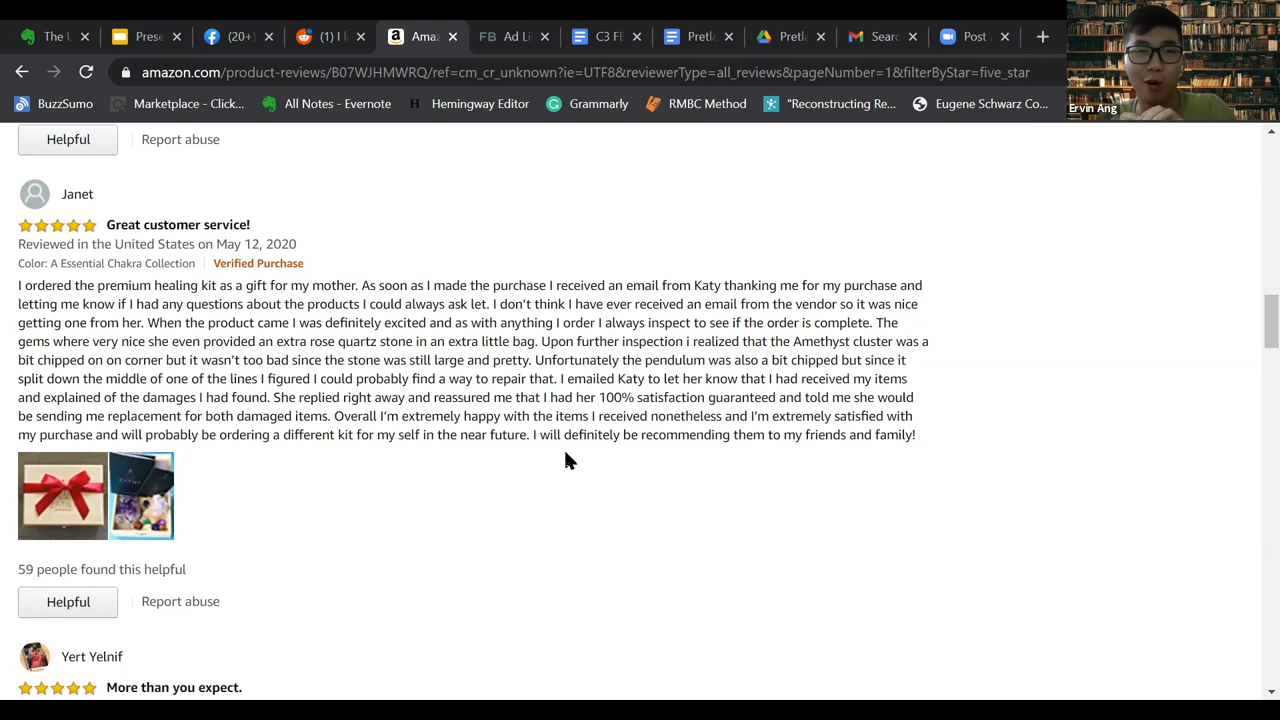 The U
Prese
(20+)
(1) I k
Amaz
Ad Li
C3 FE
Pretla
Pretla
Searc
Post A
amazon.com/product-reviews/B07WJHMWRQ/ref=cm_cr_unknown?ie=UTF8&reviewerType=all_reviews&pageNumber=1&filterByStar=five_star
BuzzSumo
Marketplace - Click...
All Notes - Evernote
Hemingway Editor
Grammarly
RMBC Method
"Reconstructing Re...
Eugene Schwarz Co...
Ervin Ang
Helpful
Report abuse
Janet
Great customer service!
Reviewed in the United States on May 12, 2020
Color: A Essential Chakra Collection
Verified Purchase
I ordered the premium healing kit as a gift for my mother. As soon as I made the purchase I received an email from Katy thanking me for my purchase and
letting me know if I had any questions about the products I could always ask let. I don't think I have ever received an email from the vendor so it was nice
getting one from her. When the product came I was definitely excited and as with anything I order I always inspect to see if the order is complete. The
gems where very nice she even provided an extra rose quartz stone in an extra little bag. Upon further inspection i realized that the Amethyst cluster was a
bit chipped on on corner but it wasn't too bad since the stone was still large and pretty. Unfortunately the pendulum was also a bit chipped but since it
split down the middle of one of the lines I figured I could probably find a way to repair that. I emailed Katy to let her know that I had received my items
and explained of the damages I had found. She replied right away and reassured me that I had her 100% satisfaction guaranteed and told me she would
be sending me replacement for both damaged items. Overall I'm extremely happy with the items I received nonetheless and I'm extremely satisfied with
my purchase and will probably be ordering a different kit for my self in the near future. I will definitely be recommending them to my friends and family!
59 people found this helpful
Helpful
Report abuse
Yert Yelnif
More than you expect.